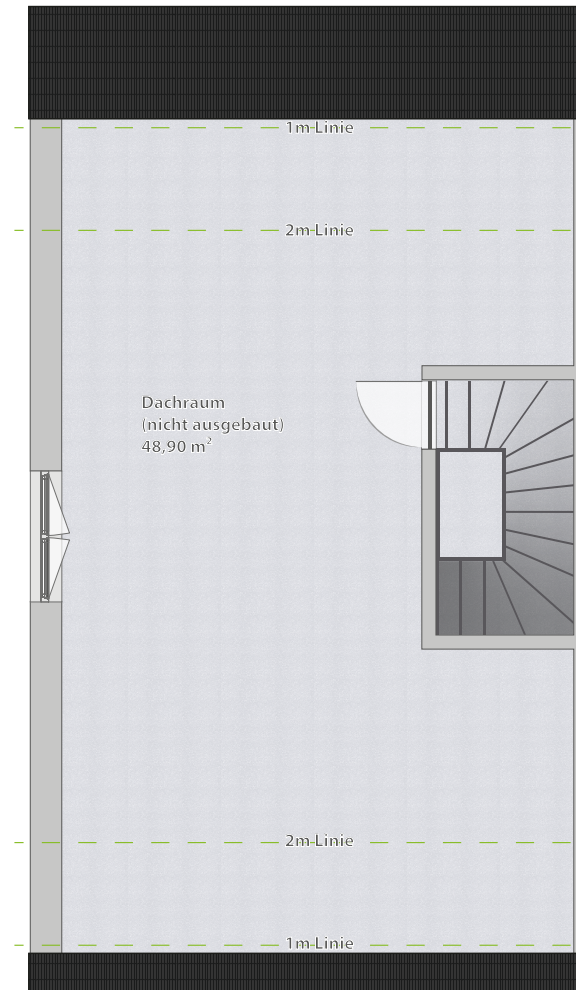 1m-Linie
2m-Linie
Dachraum
(nicht ausgebaut)
48,90 m²
2m-Linie
1m-Linie